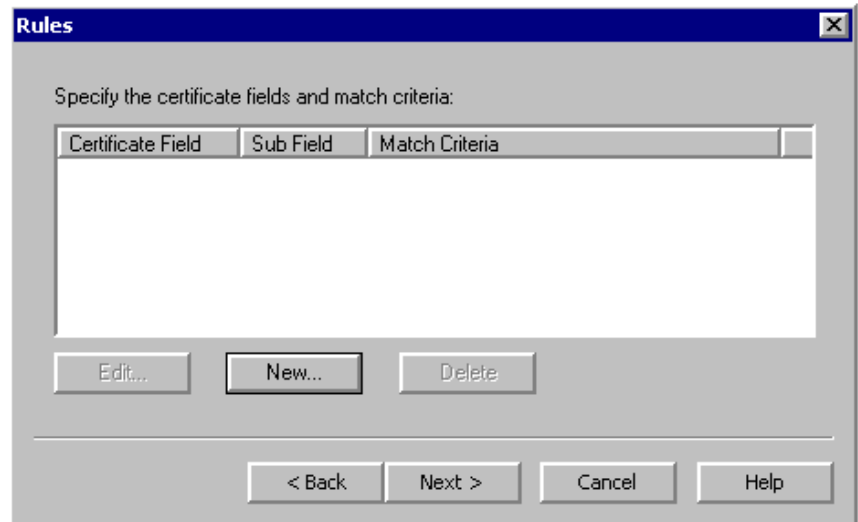 Rules
Specify the certificate fields and match criteria:
Certificate Field Sub Field Match Criteria
Edit... New... Delete
< Back Next > Cancel Help